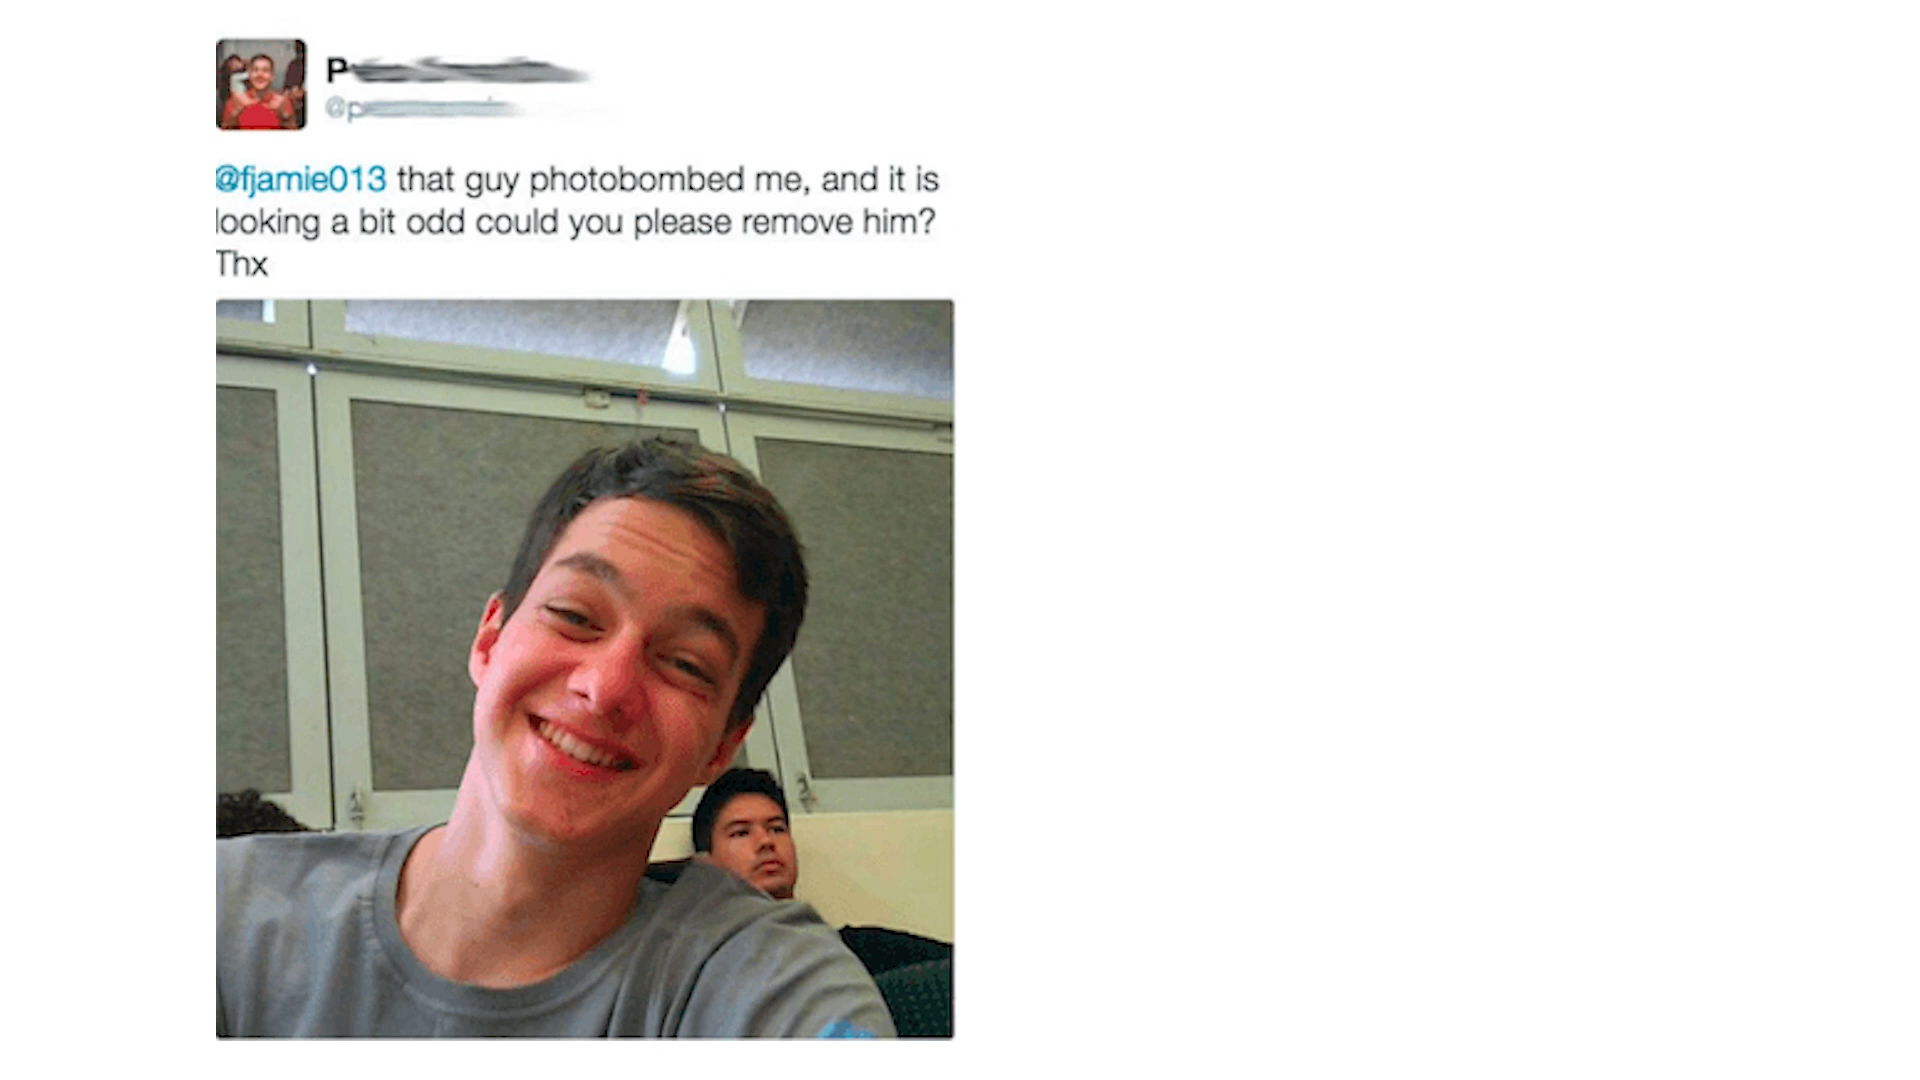 P
@p
@fjamie013 that guy photobombed me, and it is
looking a bit odd could you please remove him?
Thx